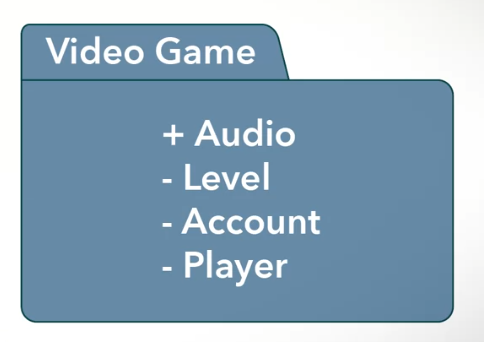 Video Game
+ Audio
- Level
- Account
- Player